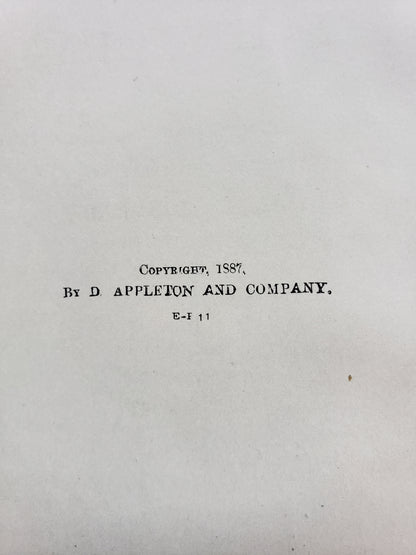 COPYRIGHT, 1887,
BY D. APPLETON AND COMPANY.
E-P 11